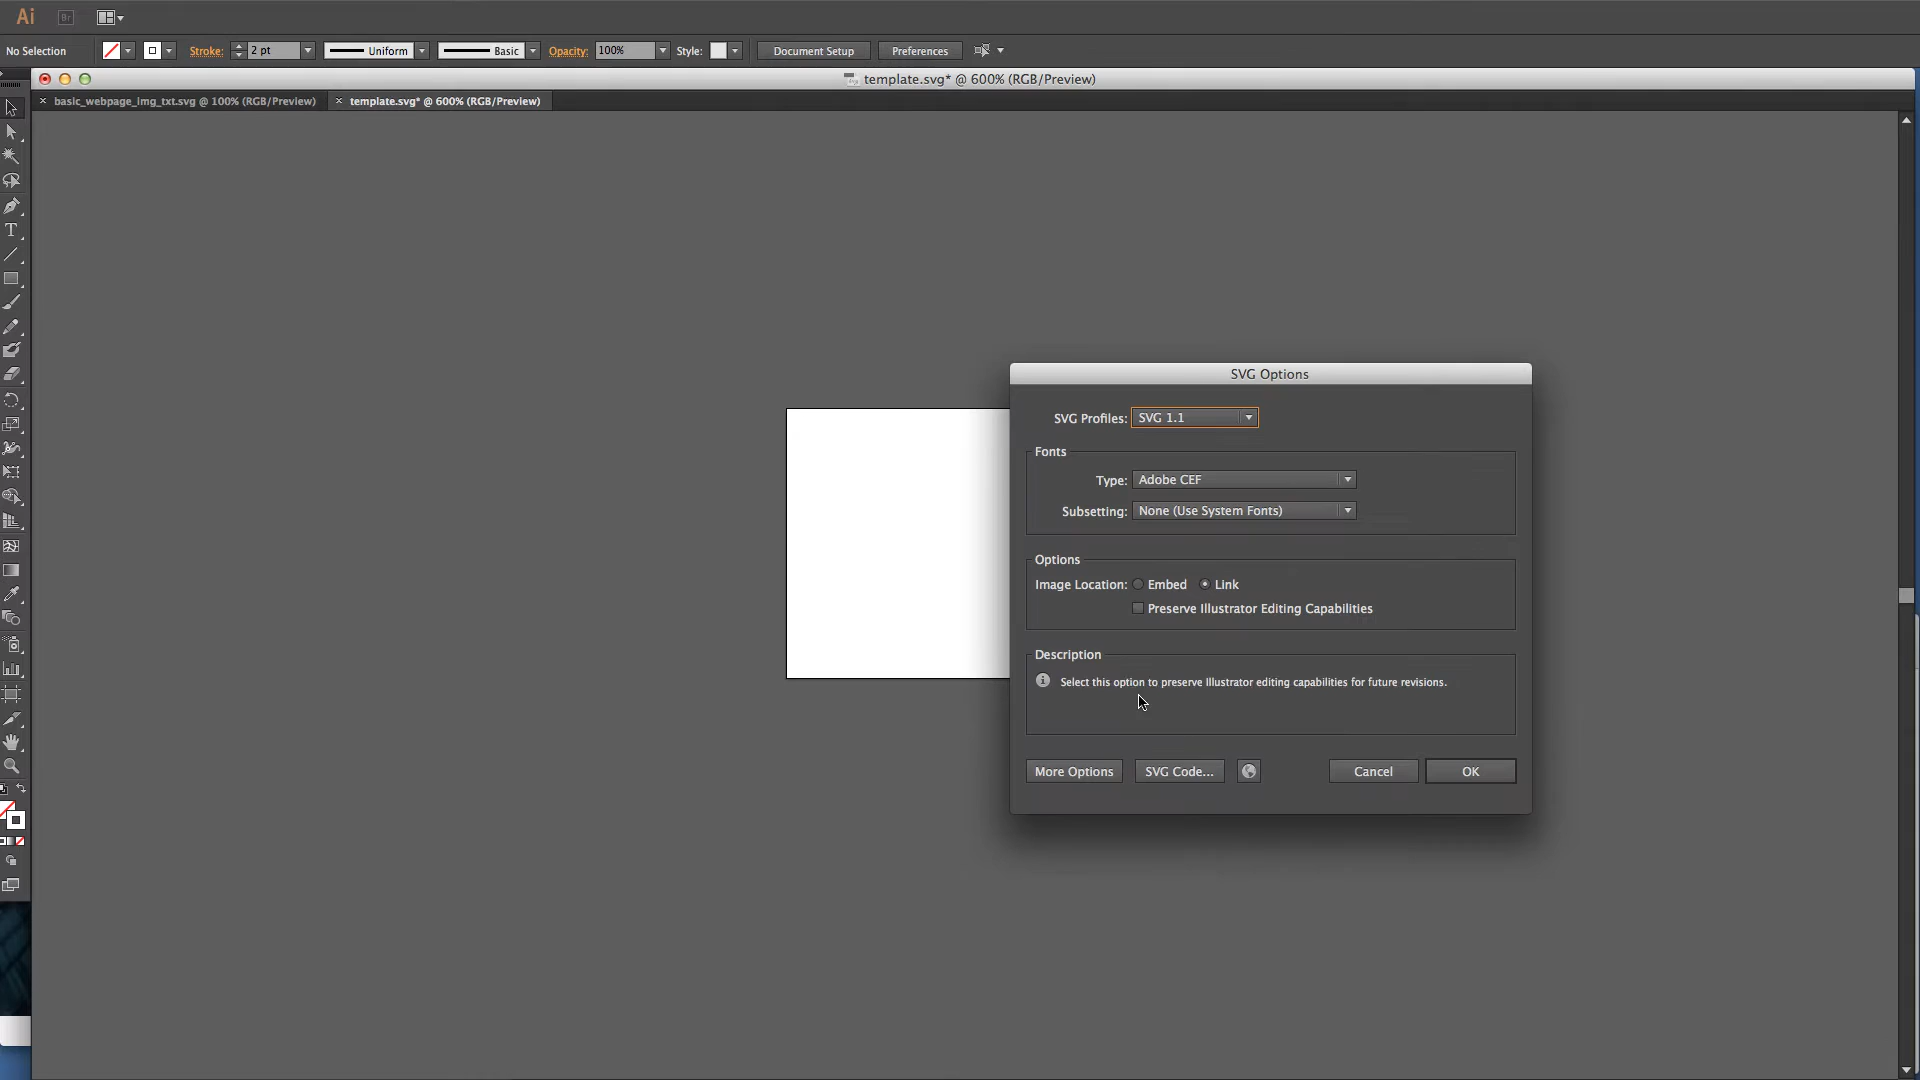 Ai Br
No Selection Stroke: 2 pt Uniform Basic Opacity: 100% Style: Document Setup Preferences
template.svg* @ 600% (RGB/Preview)
basic_webpage_img_txt.svg @ 100% (RGB/Preview) template.svg* @ 600% (RGB/Preview)
SVG Options
SVG Profiles: SVG 1.1
Fonts
Type: Adobe CEF
Subsetting: None (Use System Fonts)
Options
Image Location: Embed Link
Preserve Illustrator Editing Capabilities
Description
Select this option to preserve Illustrator editing capabilities for future revisions.
More Options SVG Code... Cancel OK